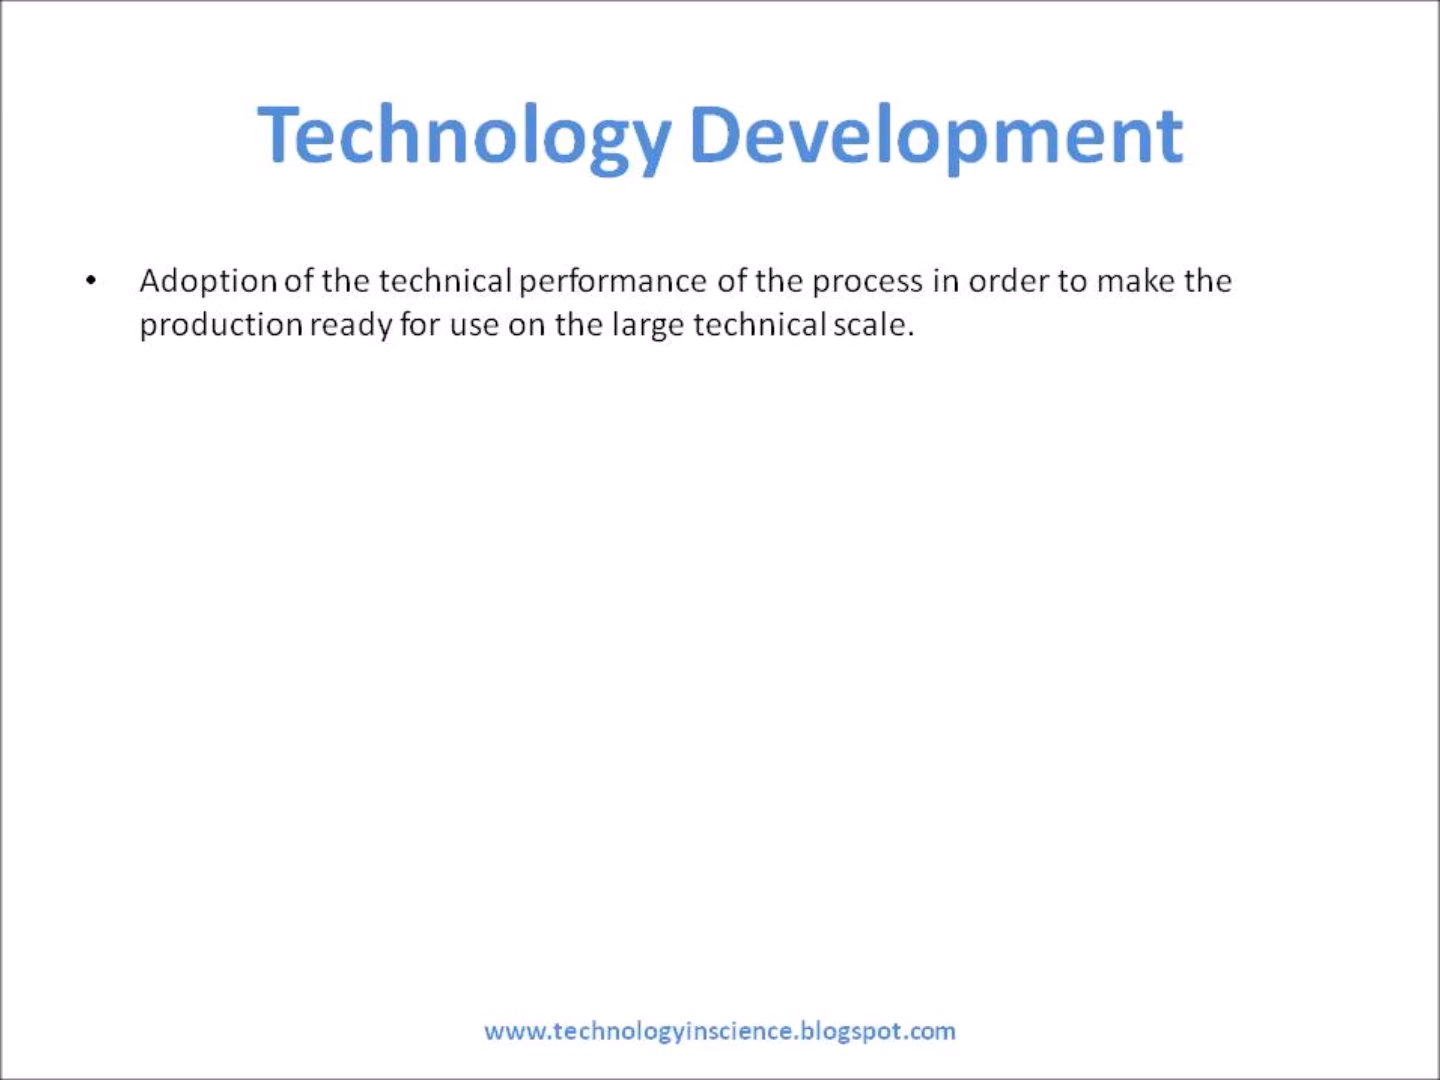 Technology Development
• Adoption of the technical performance of the process in order to make the
production ready for use on the large technical scale.
www.technologyinscience.blogspot.com